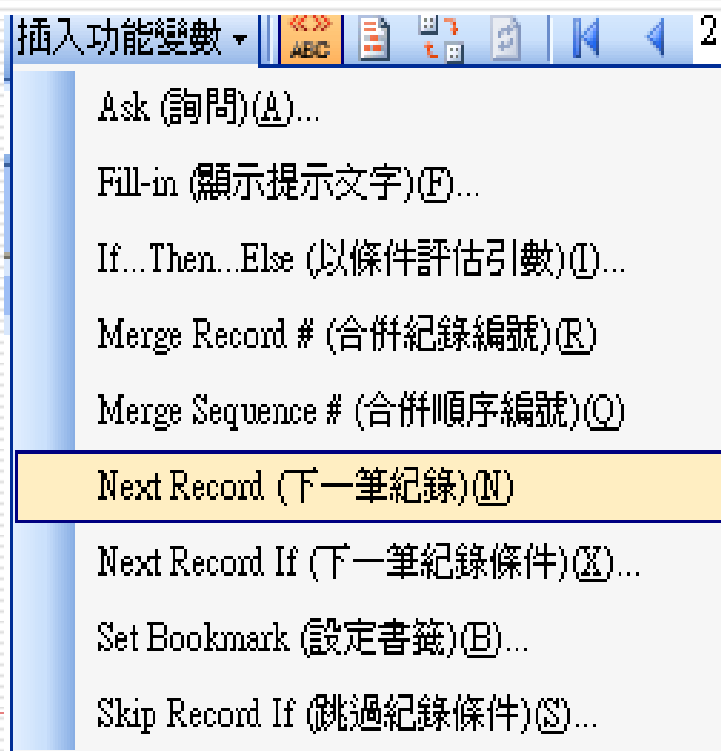 插入功能變數 ABC 2
Ask (詢問)(A)...
Fill-in (顯示提示文字)(F)...
If...Then...Else (以條件評估引數)(I)...
Merge Record # (合併紀錄編號)(R)
Merge Sequence # (合併順序編號)(Q)
Next Record (下一筆紀錄)(N)
Next Record If (下一筆紀錄條件)(X)...
Set Bookmark (設定書籤)(B)...
Skip Record If (跳過紀錄條件)(S)...